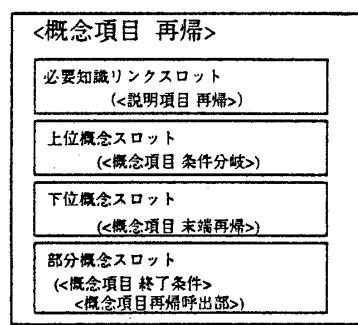 <概念項目 再帰>
必要知識リンクスロット
(<説明項目 再帰>)
上位概念スロット
(<概念項目 条件分岐>)
下位概念スロット
(<概念項目 末端再帰>)
部分概念スロット
(<概念項目 終了条件>
<概念項目再帰呼出部>)